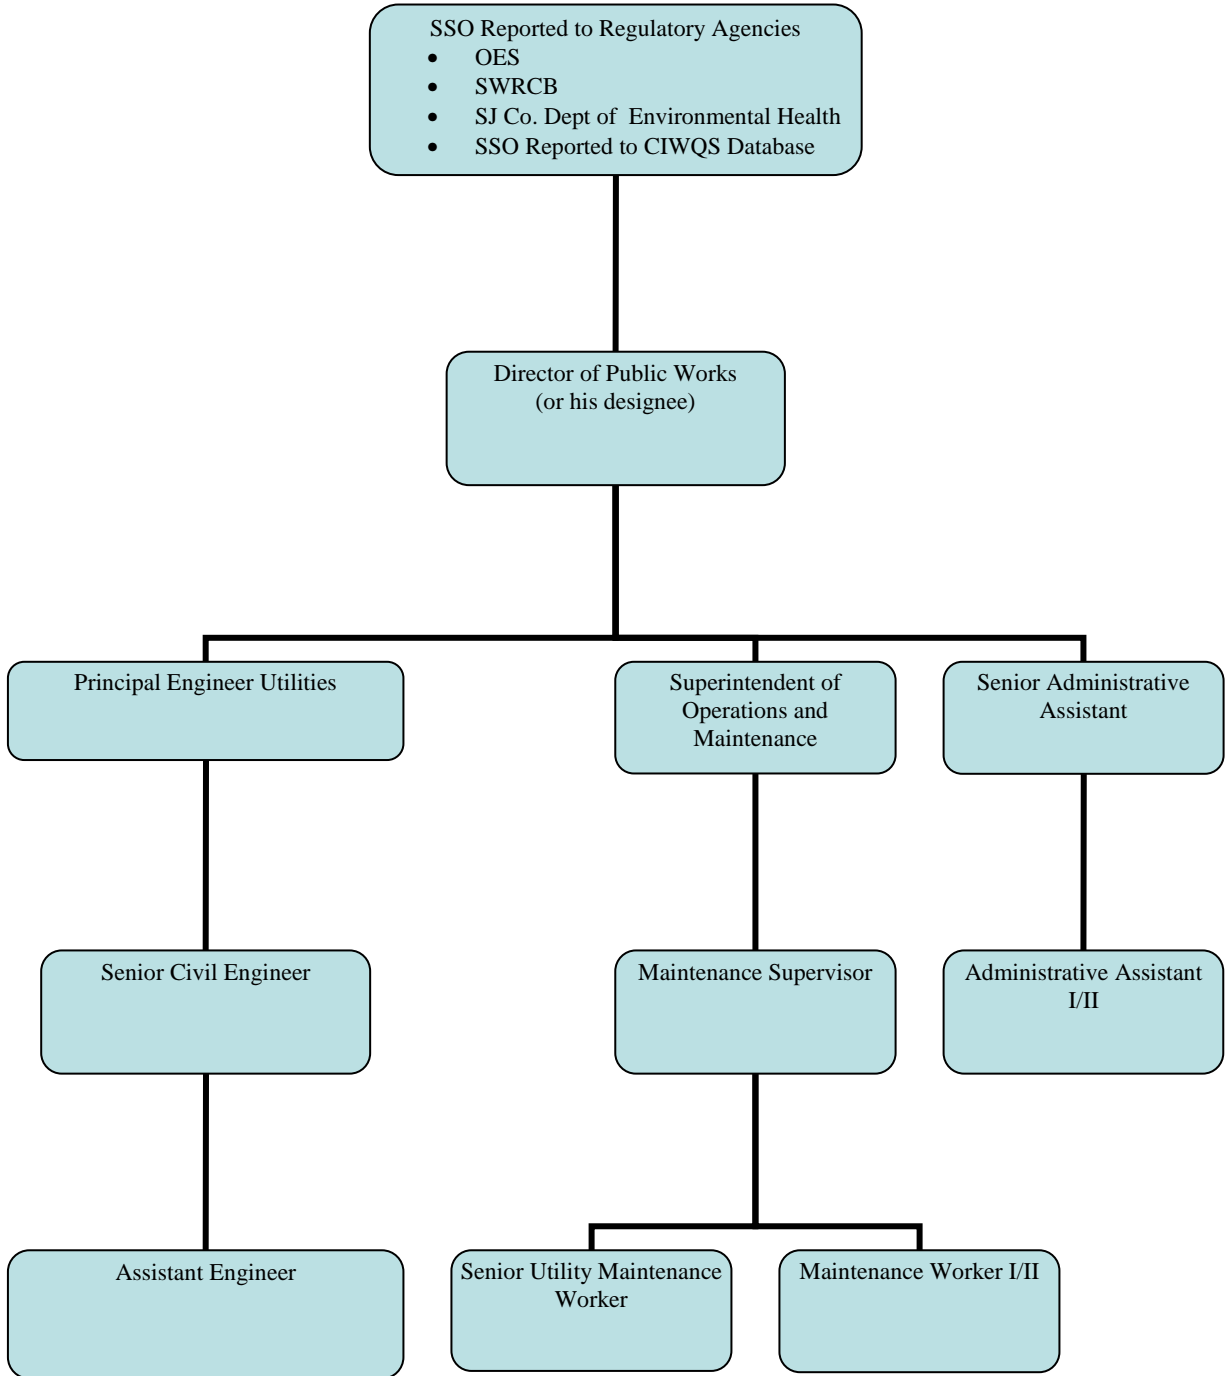 SSO Reported to Regulatory Agencies
• OES
• SWRCB
• SJ Co. Dept of Environmental Health
• SSO Reported to CIWQS Database
Director of Public Works
(or his designee)
Principal Engineer Utilities
Superintendent of
Operations and
Maintenance
Senior Administrative
Assistant
Senior Civil Engineer
Maintenance Supervisor
Administrative Assistant
I/II
Assistant Engineer
Senior Utility Maintenance
Worker
Maintenance Worker I/II